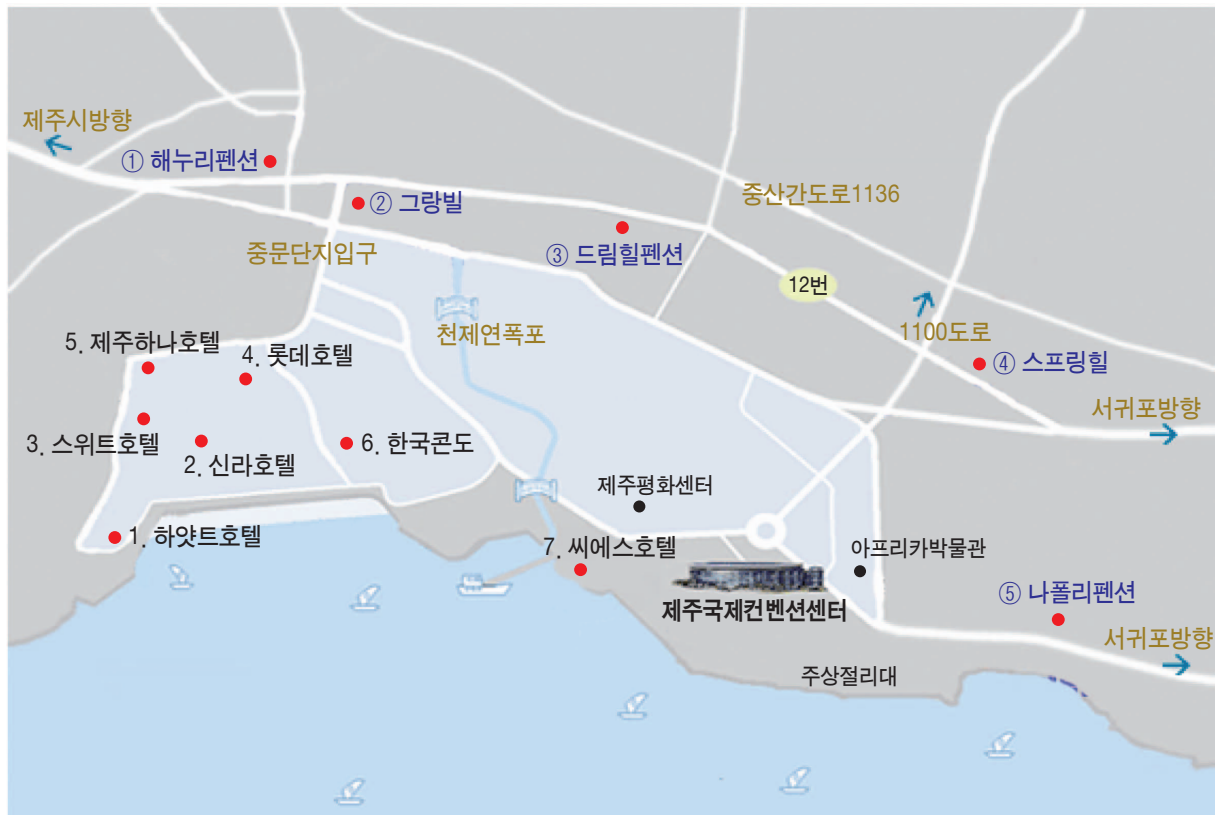 제주시방향
① 해누리펜션
② 그랑빌
중산간도로1136
중문단지입구
③ 드림힐펜션
12번
천제연폭포
1100도로
5. 제주하나호텔
4. 롯데호텔
④ 스프링힐
서귀포방향
3. 스위트호텔
2. 신라호텔
6. 한국콘도
제주평화센터
1. 하얏트호텔
7. 씨에스호텔
아프리카박물관
제주국제컨벤션센터
⑤ 나폴리펜션
서귀포방향
주상절리대